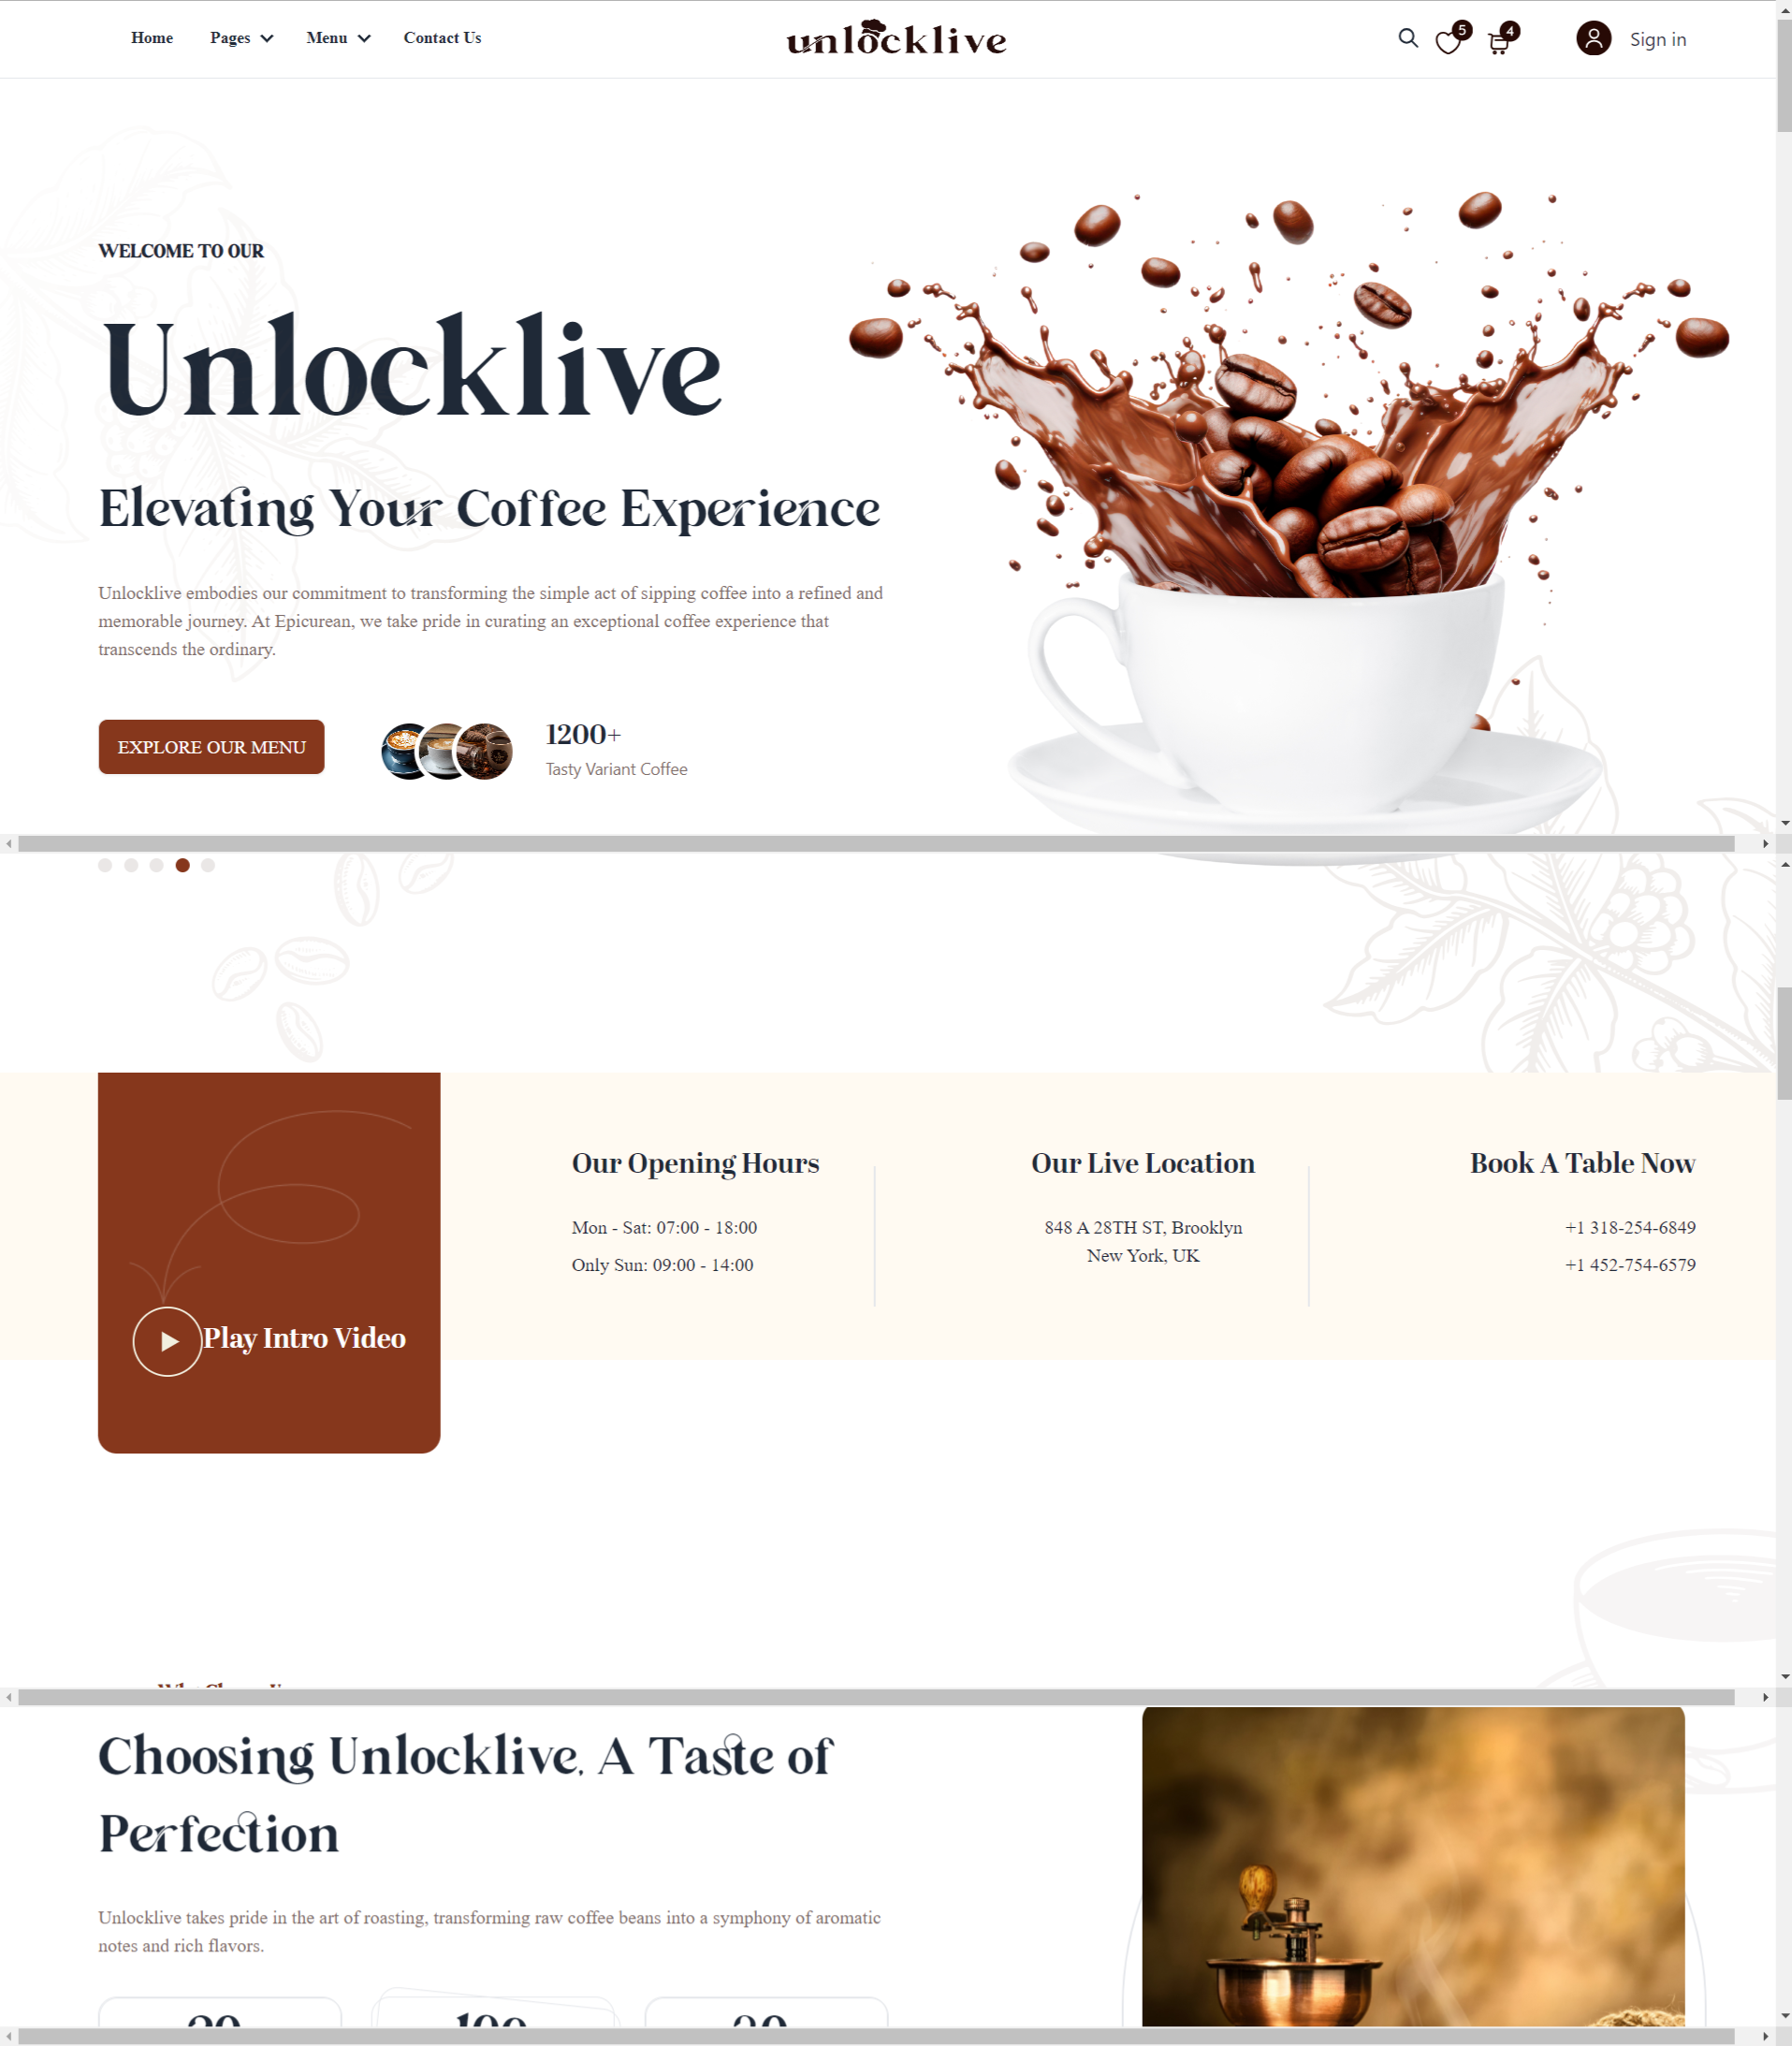 Home Pages Menu Contact Us
unlocklive
5
4
Sign in
WELCOME TO OUR
Unlocklive
Elevating Your Coffee Experience
Unlocklive embodies our commitment to transforming the simple act of sipping coffee into a refined and
memorable journey. At Epicurean, we take pride in curating an exceptional coffee experience that
transcends the ordinary.
EXPLORE OUR MENU
1200+
Tasty Variant Coffee
Play Intro Video
Our Opening Hours
Mon - Sat: 07:00 - 18:00
Only Sun: 09:00 - 14:00
Our Live Location
848 A 28TH ST, Brooklyn
New York, UK
Book A Table Now
+1 318-254-6849
+1 452-754-6579
Choosing Unlocklive, A Taste of
Perfection
Unlocklive takes pride in the art of roasting, transforming raw coffee beans into a symphony of aromatic
notes and rich flavors.